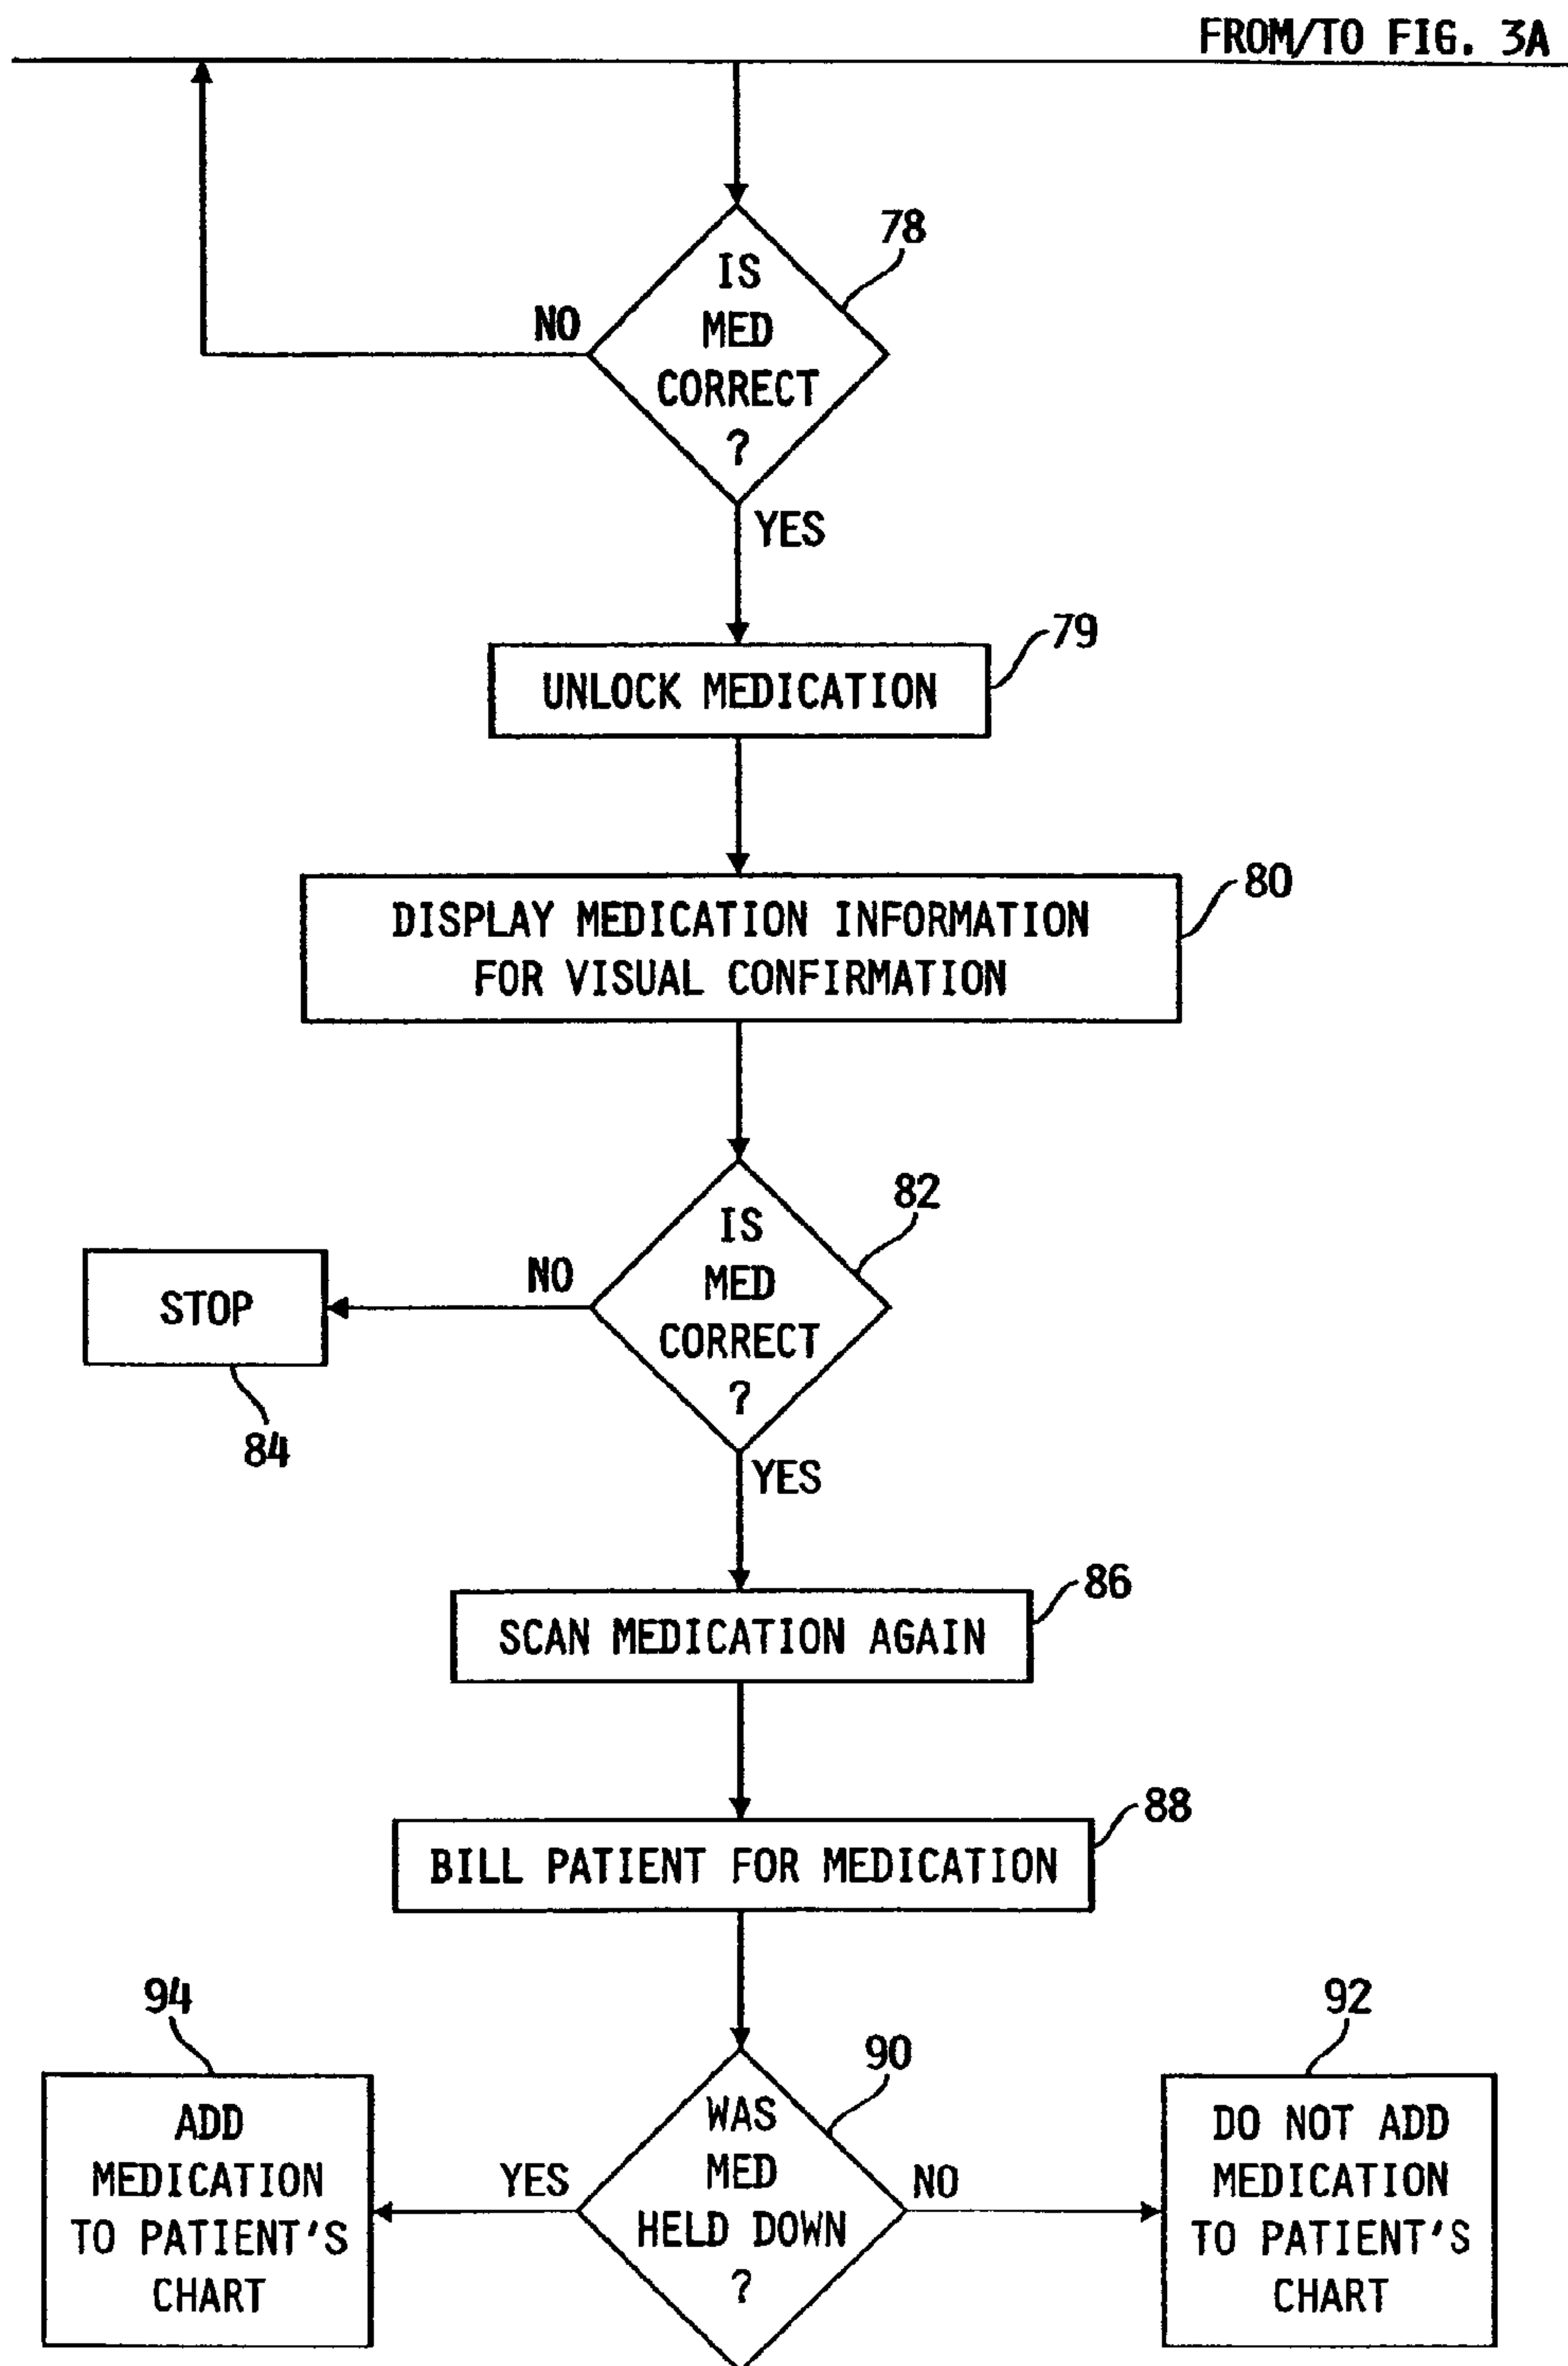 FROM/TO FIG. 3A
78
IS
MED
CORRECT
?
NO
YES
79
UNLOCK MEDICATION
80
DISPLAY MEDICATION INFORMATION
FOR VISUAL CONFIRMATION
82
IS
MED
CORRECT
?
NO
STOP
84
YES
86
SCAN MEDICATION AGAIN
88
BILL PATIENT FOR MEDICATION
90
WAS
MED
HELD DOWN
?
YES
94
ADD
MEDICATION
TO PATIENT'S
CHART
NO
92
DO NOT ADD
MEDICATION
TO PATIENT'S
CHART